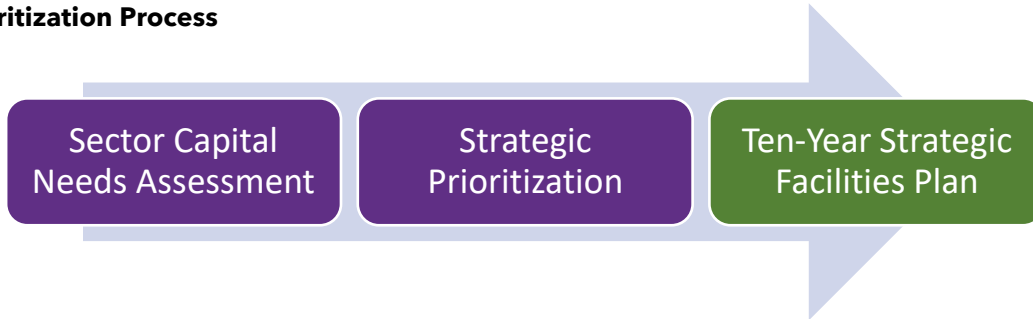 ritization Process
Sector Capital
Needs Assessment
Strategic
Prioritization
Ten-Year Strategic
Facilities Plan